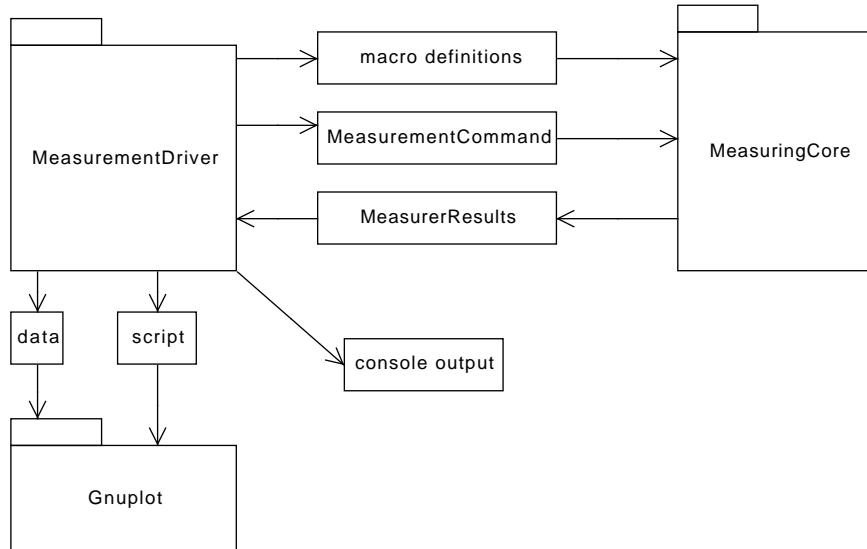 macro definitions
MeasurementDriver
MeasurementCommand
MeasuringCore
MeasurerResults
data
script
console output
Gnuplot